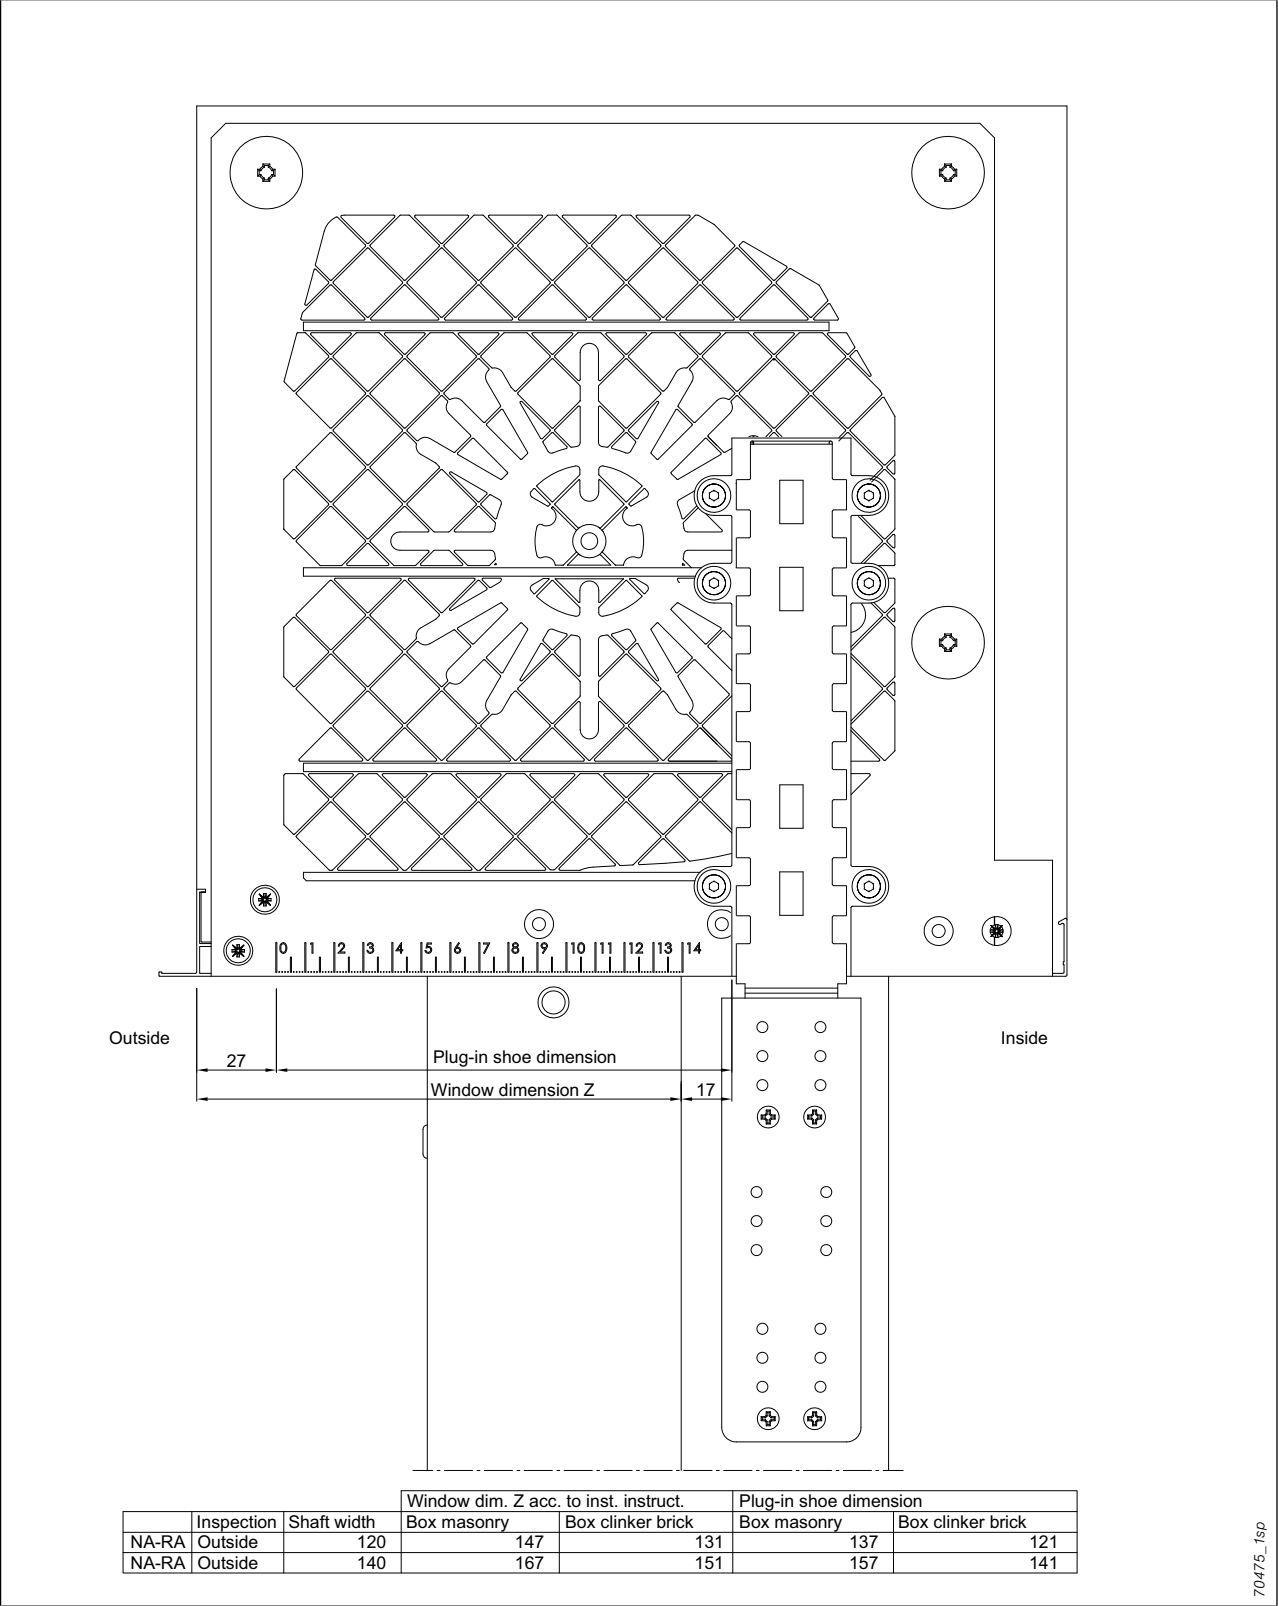 0 1 2 3 4 5 6 7 8 9 10 11 12 13 14
Outside
Inside
27
Plug-in shoe dimension
Window dimension Z
17
Window dim. Z acc. to inst. instruct. Plug-in shoe dimension
Inspection Shaft width Box masonry Box clinker brick Box masonry Box clinker brick
NA-RA Outside 120 147 131 137 121
NA-RA Outside 140 167 151 157 141
70475_1sp